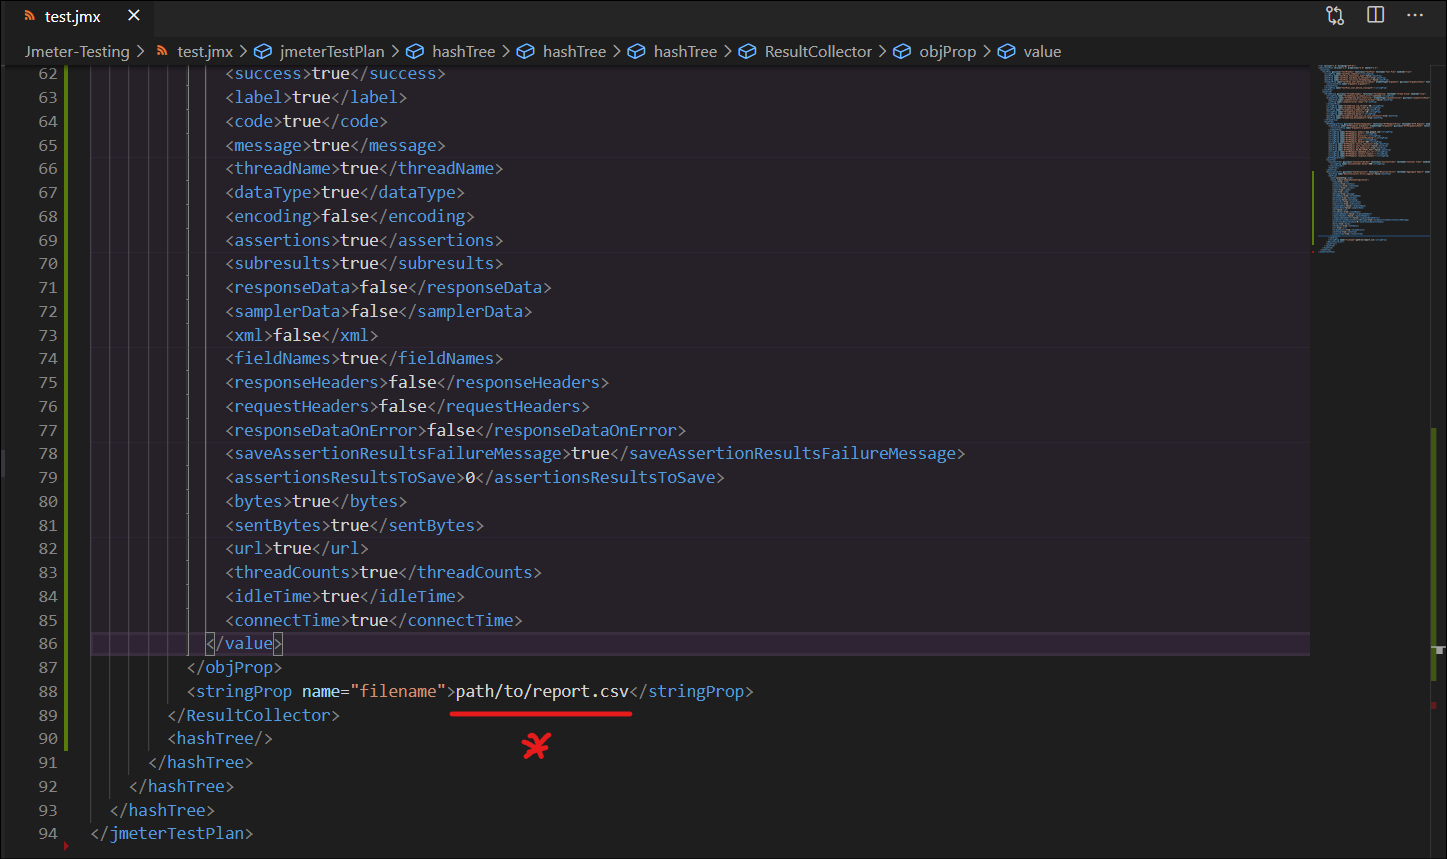 test.jmx
Jmeter-Testing > test.jmx > jmeterTestPlan > hashTree > hashTree > hashTree > ResultCollector > objProp > value
62 <success>true</success>
63 <label>true</label>
64 <code>true</code>
65 <message>true</message>
66 <threadName>true</threadName>
67 <dataType>true</dataType>
68 <encoding>false</encoding>
69 <assertions>true</assertions>
70 <subresults>true</subresults>
71 <responseData>false</responseData>
72 <samplerData>false</samplerData>
73 <xml>false</xml>
74 <fieldNames>true</fieldNames>
75 <responseHeaders>false</responseHeaders>
76 <requestHeaders>false</requestHeaders>
77 <responseDataOnError>false</responseDataOnError>
78 <saveAssertionResultsFailureMessage>true</saveAssertionResultsFailureMessage>
79 <assertionsResultsToSave>0</assertionsResultsToSave>
80 <bytes>true</bytes>
81 <sentBytes>true</sentBytes>
82 <url>true</url>
83 <threadCounts>true</threadCounts>
84 <idleTime>true</idleTime>
85 <connectTime>true</connectTime>
86 </value>
87 </objProp>
88 <stringProp name="filename">path/to/report.csv</stringProp>
89 </ResultCollector>
90 <hashTree/>
91 </hashTree>
92 </hashTree>
93 </hashTree>
94 </jmeterTestPlan>